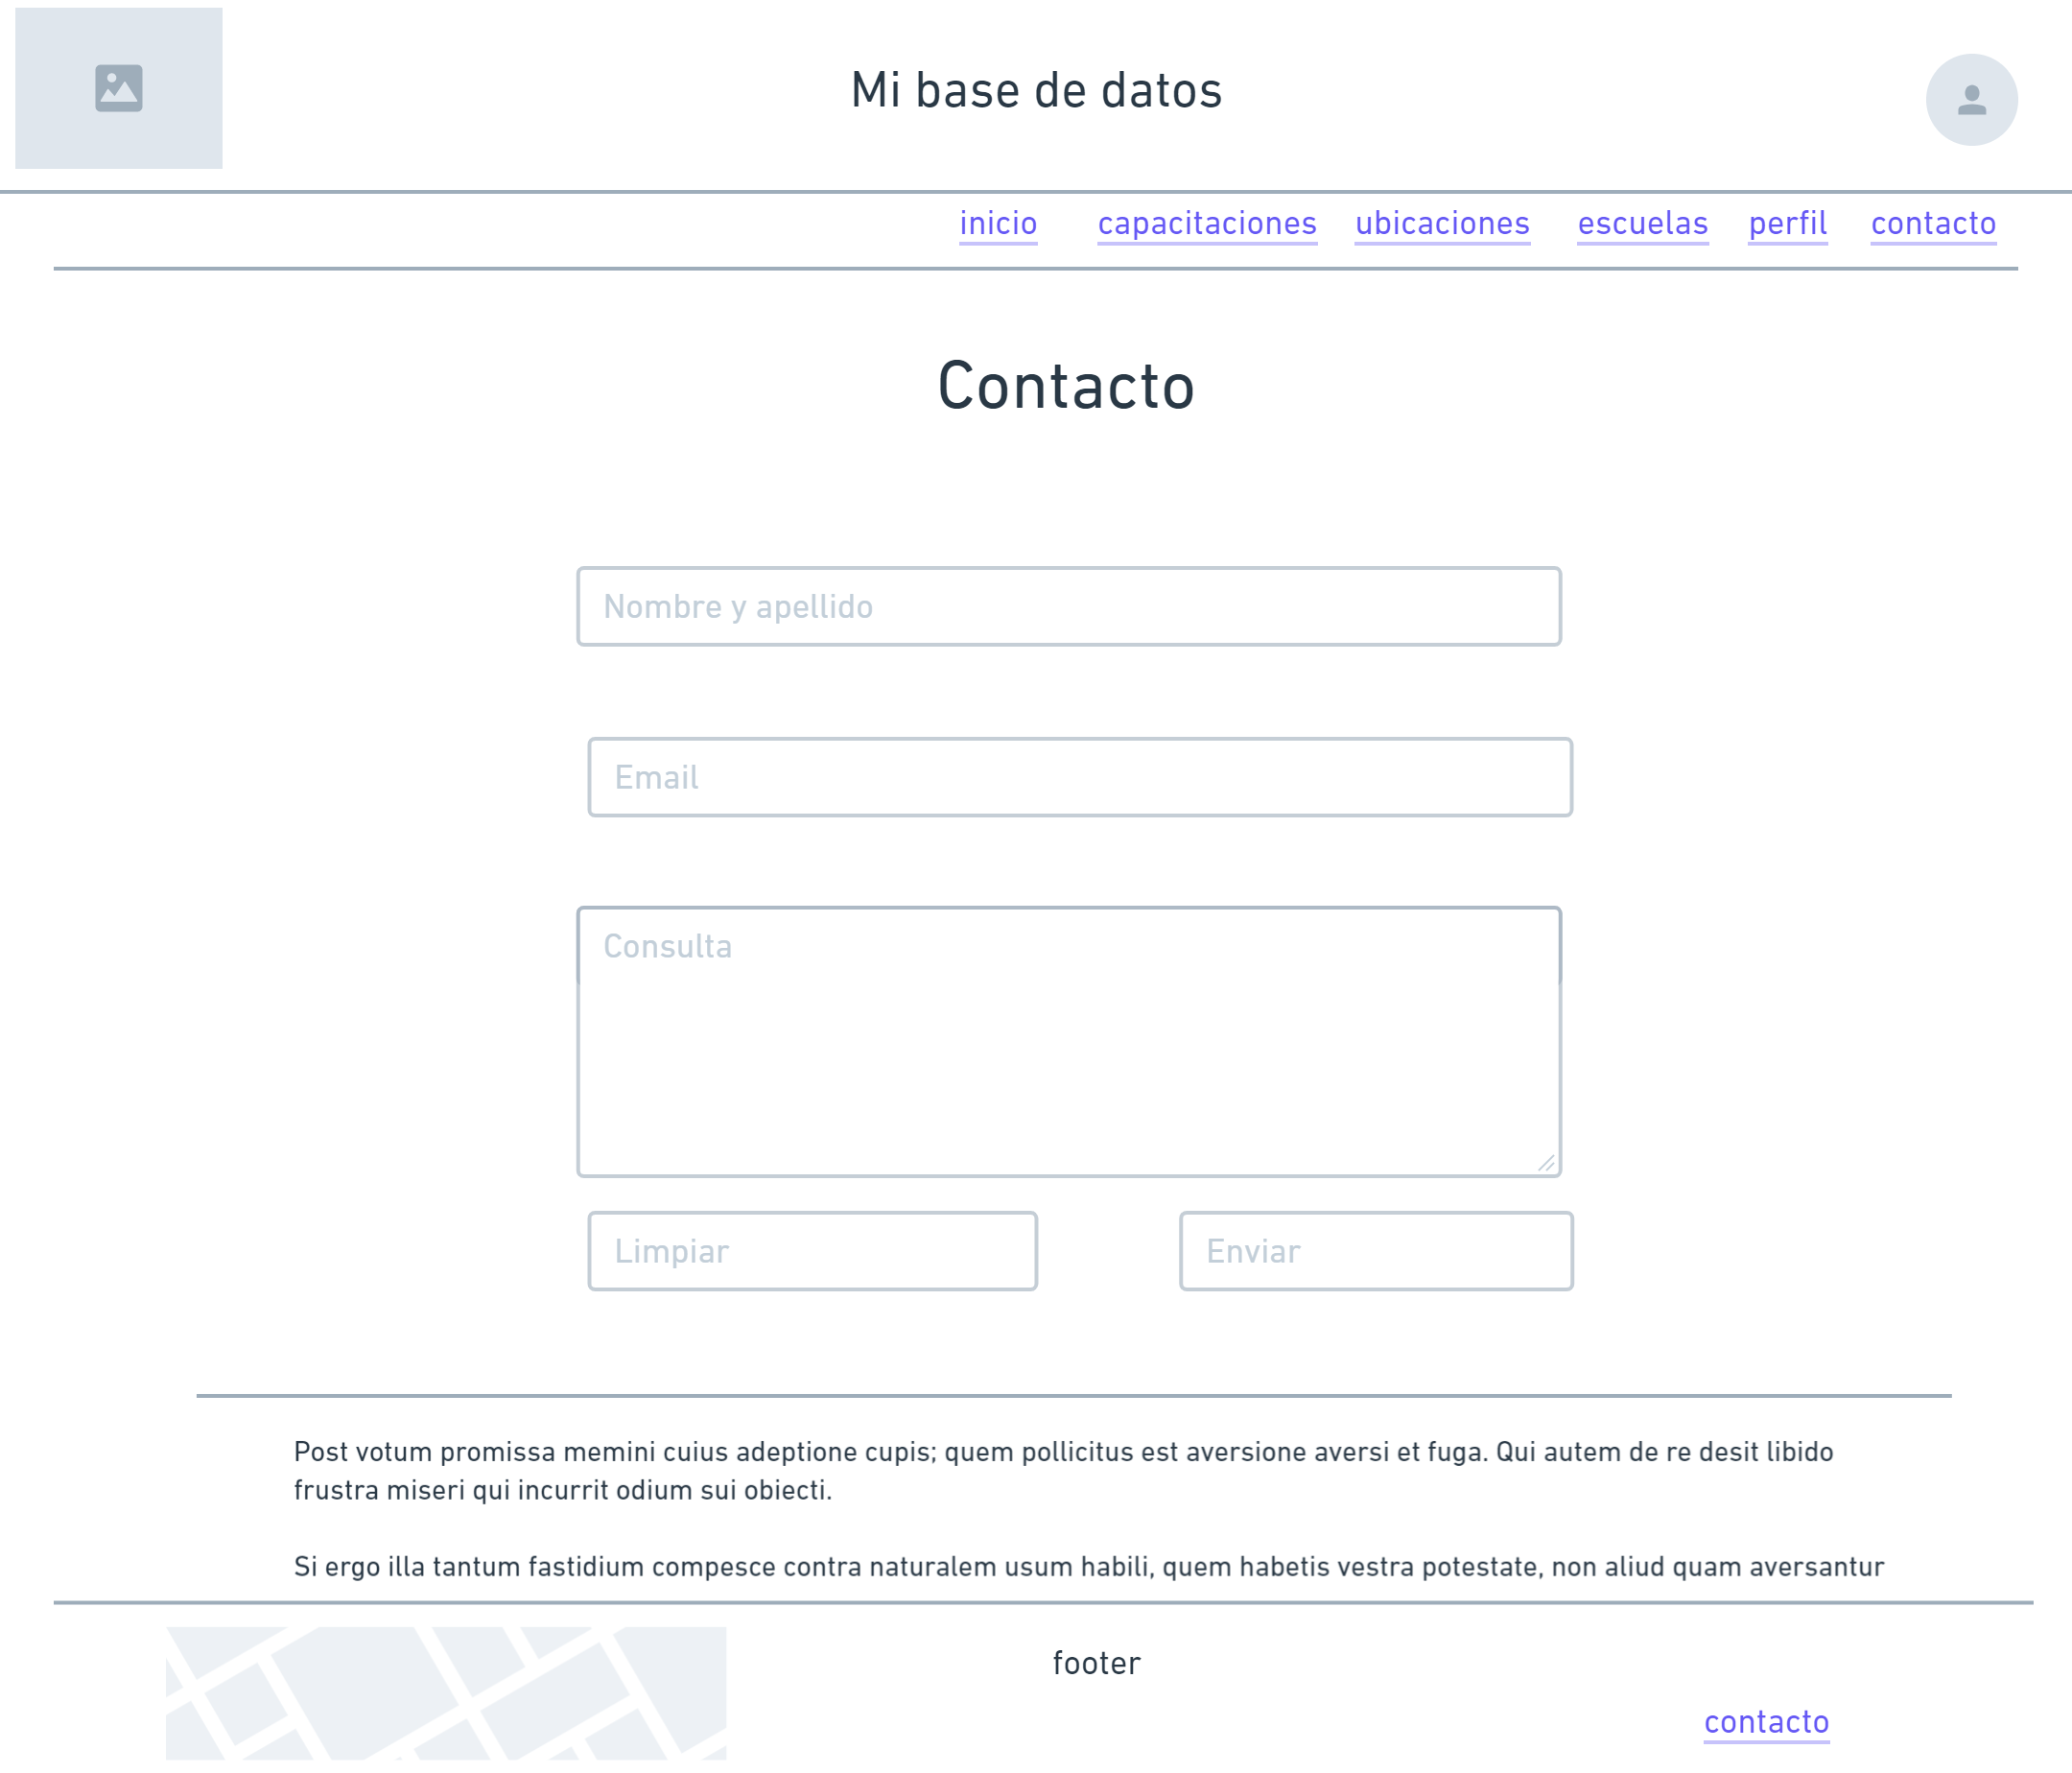 Mi base de datos
inicio capacitaciones ubicaciones escuelas perfil contacto
Contacto
Nombre y apellido
Email
Consulta
Limpiar Enviar
Post votum promissa memini cuius adeptione cupis; quem pollicitus est aversione aversi et fuga. Qui autem de re desit libido
frustra miseri qui incurrit odium sui obiecti.
Si ergo illa tantum fastidium compesce contra naturalem usum habili, quem habetis vestra potestate, non aliud quam aversantur
footer
contacto